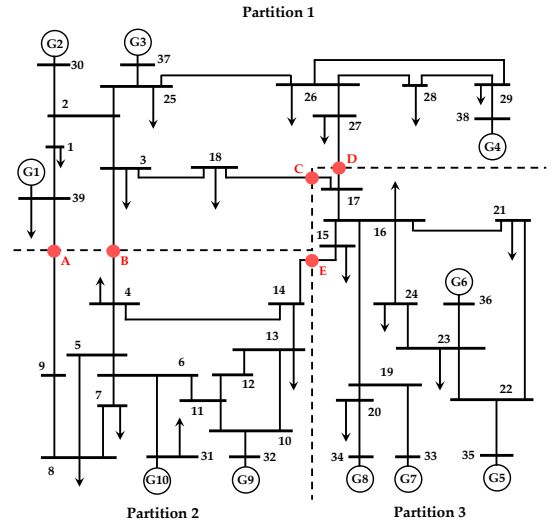 Partition 1
G2 G3
30 37
2 25 26 28 29
27 38
G4
1 3 18 C D
G1
39 17
15 16 21
A B E
4 14 24 G6
36
5 6 13 23
9 12 19
7 11 20 22
10
8 31 32 34 33 35
G10 G9 G8 G7 G5
Partition 2 Partition 3